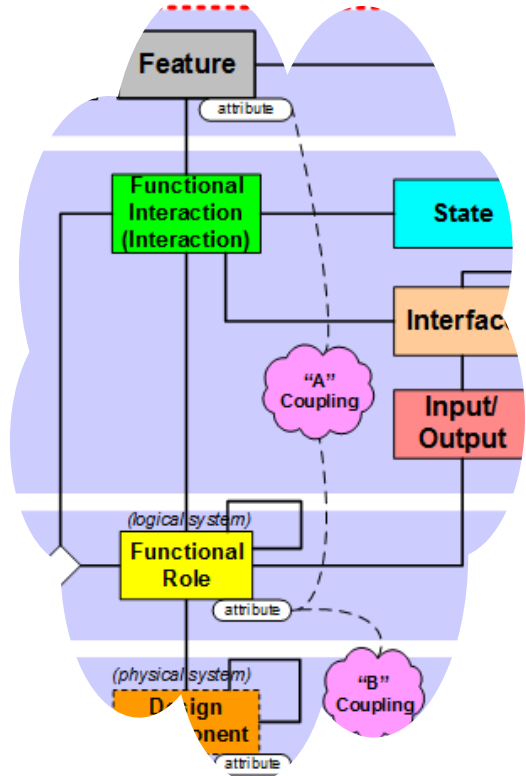 Feature
attribute
Functional
Interaction
(Interaction)
State
Interfac
"A"
Coupling
Input/
Output
(logical system)
Functional
Role
attribute
(physical system)
"B"
Coupling
attribute